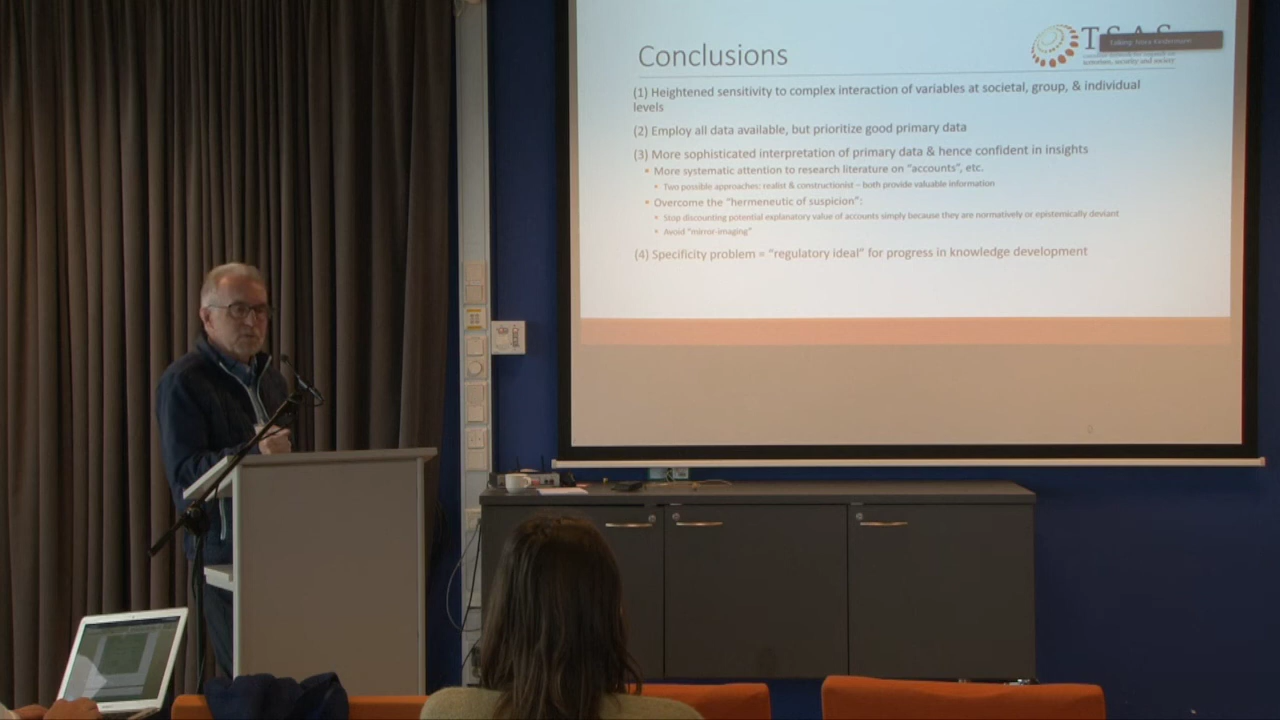 Conclusions
TSAS
terrorism, security and society
(1) Heightened sensitivity to complex interaction of variables at societal, group, & individual
levels
(2) Employ all data available, but prioritize good primary data
(3) More sophisticated interpretation of primary data & hence confident in insights
▪ More systematic attention to research literature on “accounts”, etc.
▪ Two possible approaches: realist & constructionist – both provide valuable information
▪ Overcome the “hermeneutic of suspicion”:
▪ Stop discounting potential explanatory value of accounts simply because they are normatively or epistemically deviant
▪ Avoid “mirror-imaging”
(4) Specificity problem = “regulatory ideal” for progress in knowledge development